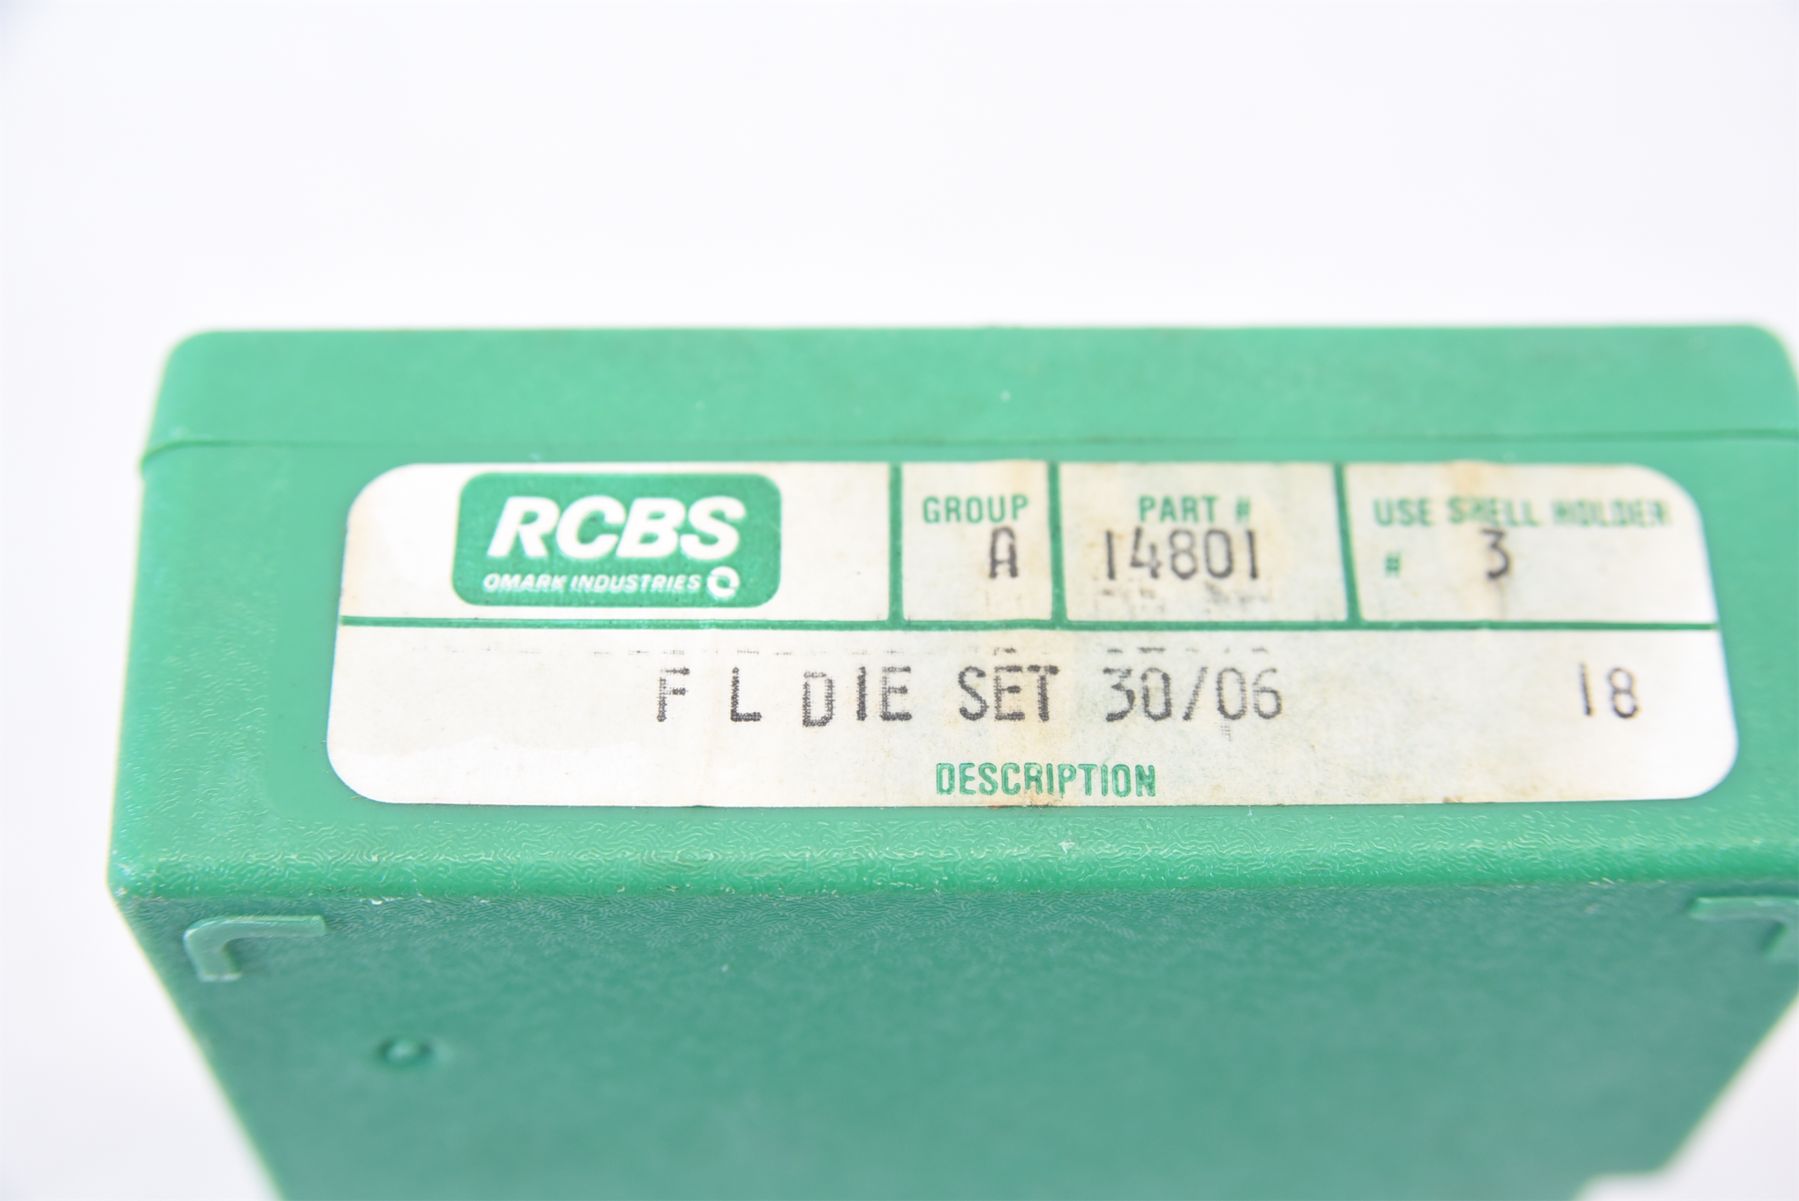 RCBS
OMARK INDUSTRIES
GROUP
A
PART #
14801
USE SHELL HOLDER
# 3
F L DIE SET 30/06 18
DESCRIPTION